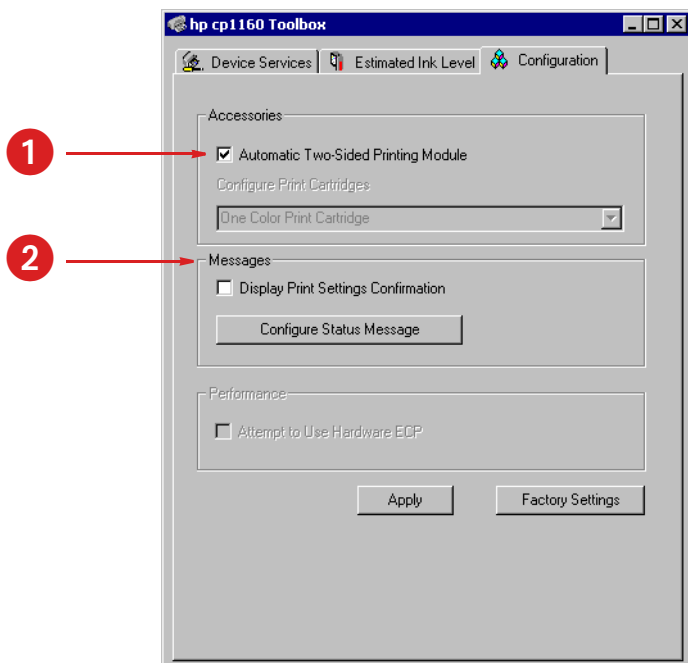 hp cp1160 Toolbox
Device Services
Estimated Ink Level
Configuration
Accessories
1
Automatic Two-Sided Printing Module
Configure Print Cartridges
One Color Print Cartridge
2
Messages
Display Print Settings Confirmation
Configure Status Message
Performance
Attempt to Use Hardware ECP
Apply
Factory Settings